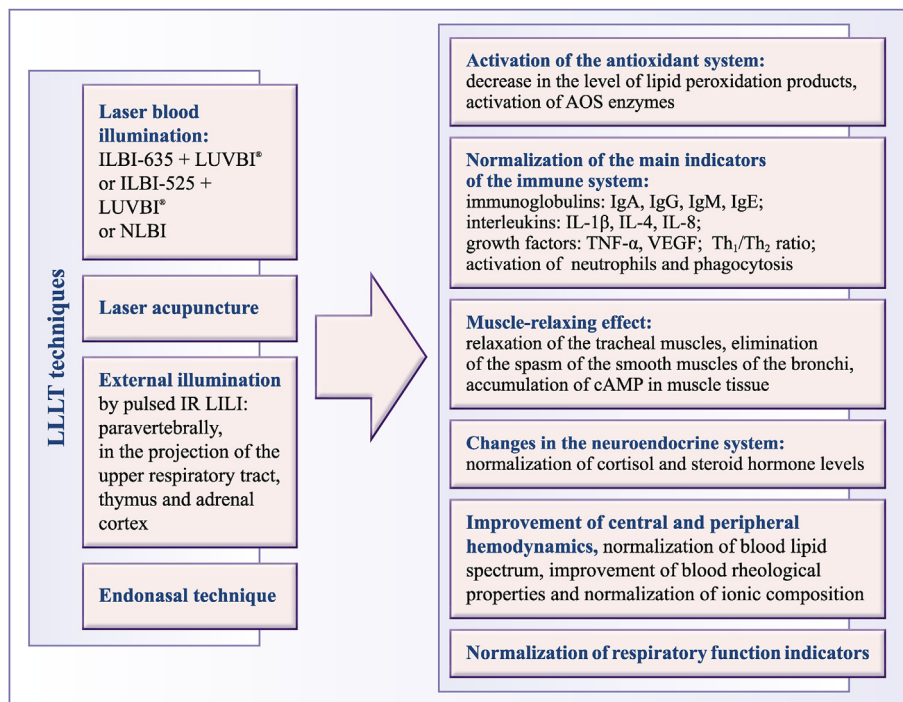 LLLT techniques
Laser blood
illumination:
ILBI-635 + LUVBI®
or ILBI-525 +
LUVBI®
or NLBI
Laser acupuncture
External illumination
by pulsed IR LILI:
paravertebrally,
in the projection of the
upper respiratory tract,
thymus and adrenal
cortex
Endonasal technique
Activation of the antioxidant system:
decrease in the level of lipid peroxidation products,
activation of AOS enzymes
Normalization of the main indicators
of the immune system:
immunoglobulins: IgA, IgG, IgM, IgE;
interleukins: IL-1β, IL-4, IL-8;
growth factors: TNF-α, VEGF; Th₁/Th₂ ratio;
activation of neutrophils and phagocytosis
Muscle-relaxing effect:
relaxation of the tracheal muscles, elimination
of the spasm of the smooth muscles of the bronchi,
accumulation of cAMP in muscle tissue
Changes in the neuroendocrine system:
normalization of cortisol and steroid hormone levels
Improvement of central and peripheral
hemodynamics, normalization of blood lipid
spectrum, improvement of blood rheological
properties and normalization of ionic composition
Normalization of respiratory function indicators